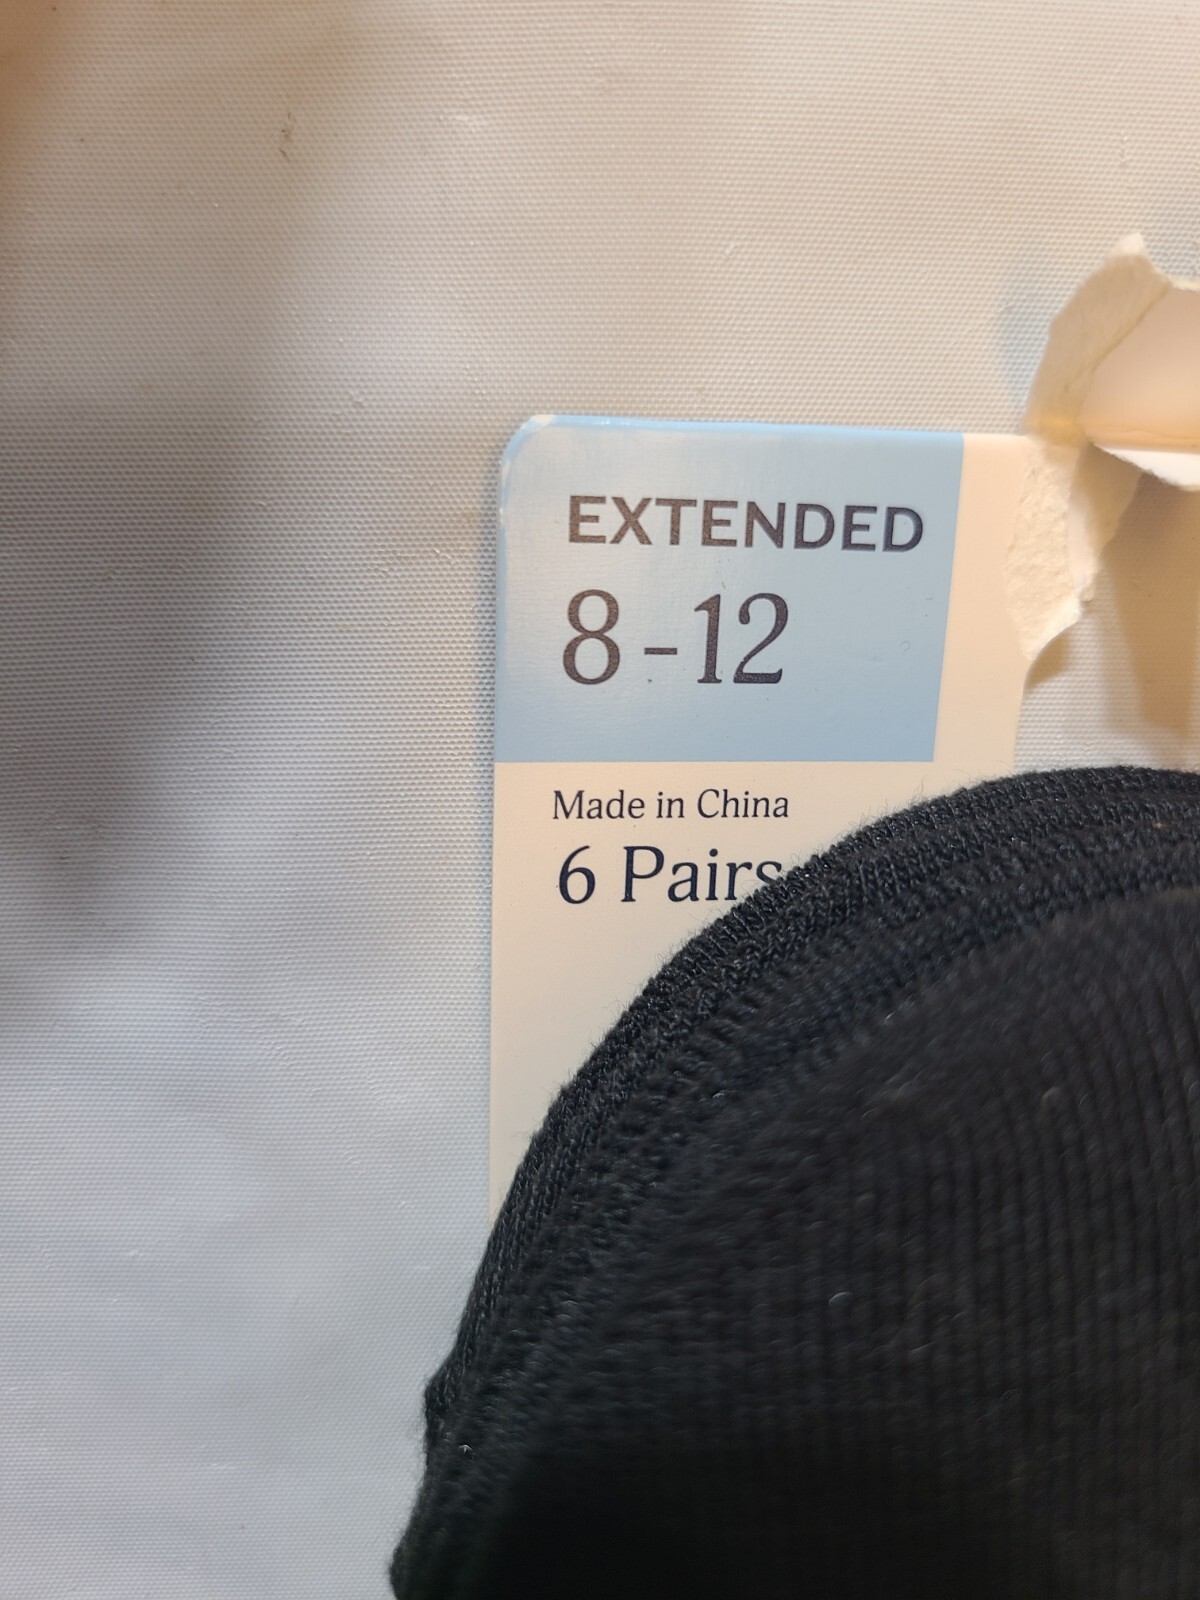 EXTENDED
8-12
Made in China
6 Pairs